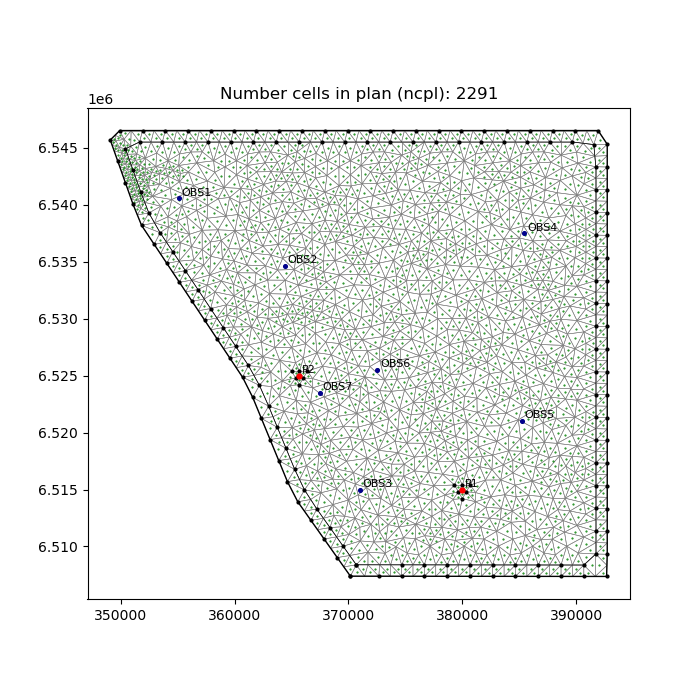 Number cells in plan (ncpl): 2291
1e6
6.545
OBS1
6.540
OBS4
6.535
OBS2
6.530
P2
OBS6
6.525
OBS7
6.520
OBS5
6.515
OBS3
P1
6.510
350000 360000 370000 380000 390000